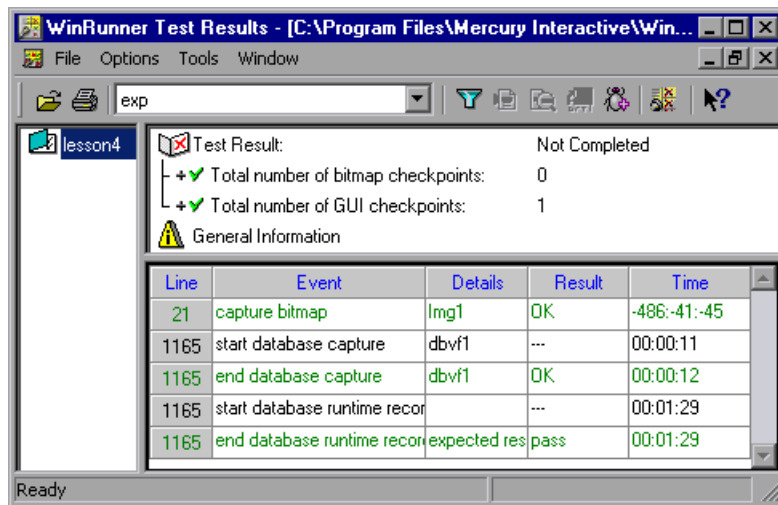 WinRunner Test Results - [C:\Program Files\Mercury Interactive\Win...
File Options Tools Window
exp
lesson4
Test Result: Not Completed
Total number of bitmap checkpoints: 0
Total number of GUI checkpoints: 1
General Information
Line Event Details Result Time
21 capture bitmap Img1 OK -486:-41:-45
1165 start database capture dbvf1 --- 00:00:11
1165 end database capture dbvf1 OK 00:00:12
1165 start database runtime recor --- 00:01:29
1165 end database runtime recor expected res pass 00:01:29
Ready